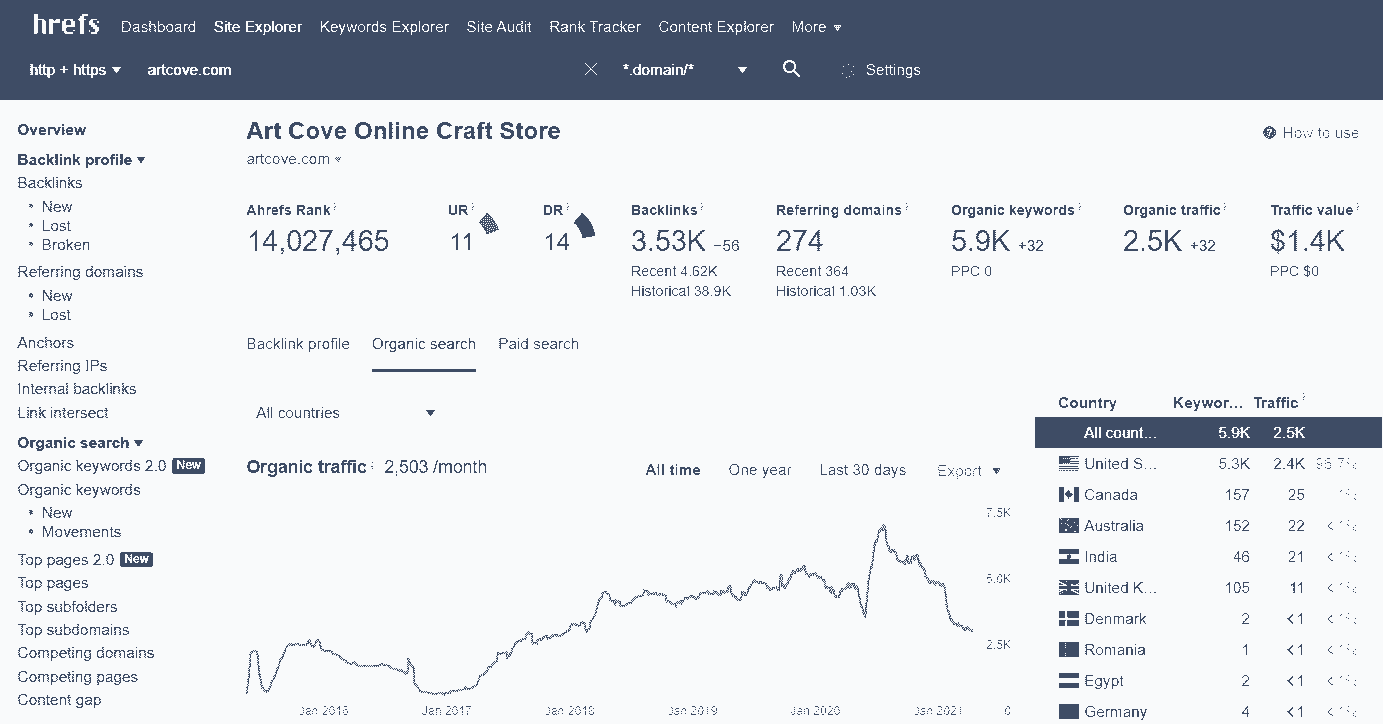 hrefs Dashboard Site Explorer Keywords Explorer Site Audit Rank Tracker Content Explorer More
http + https artcove.com *.domain/* Settings
Overview
Backlink profile
Backlinks
New
Lost
Broken
Referring domains
New
Lost
Anchors
Referring IPs
Internal backlinks
Link intersect
Organic search
Organic keywords 2.0 New
Organic keywords
New
Movements
Top pages 2.0 New
Top pages
Top subfolders
Top subdomains
Competing domains
Competing pages
Content gap
Art Cove Online Craft Store
How to use
artcove.com
Ahrefs Rank UR DR Backlinks Referring domains Organic keywords Organic traffic Traffic value
14,027,465 11 14 3.53K −56 274 5.9K +32 2.5K +32 $1.4K
Recent 4.62K Recent 364 PPC 0 PPC $0
Historical 38.9K Historical 1.03K
Backlink profile Organic search Paid search
All countries
Organic traffic 2,503 /month All time One year Last 30 days Export
7.5K
5.0K
2.5K
Jan 2016 Jan 2017 Jan 2018 Jan 2019 Jan 2020 Jan 2021 0
Country Keywor... Traffic
All count... 5.9K 2.5K
United S... 5.3K 2.4K
Canada 157 25
Australia 152 22
India 46 21
United K... 105 11
Denmark 2 <1
Romania 1 <1
Egypt 2 <1
Germany 4 <1